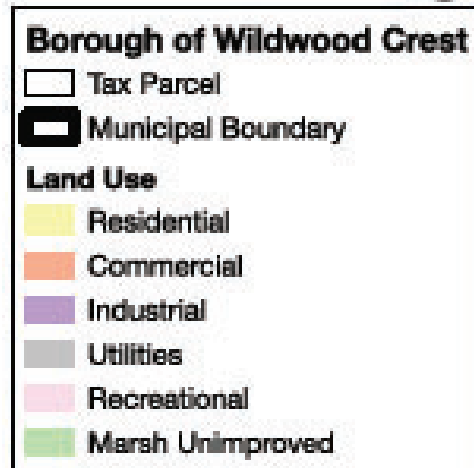 Borough of Wildwood Crest
Tax Parcel
Municipal Boundary
Land Use
Residential
Commercial
Industrial
Utilities
Recreational
Marsh Unimproved